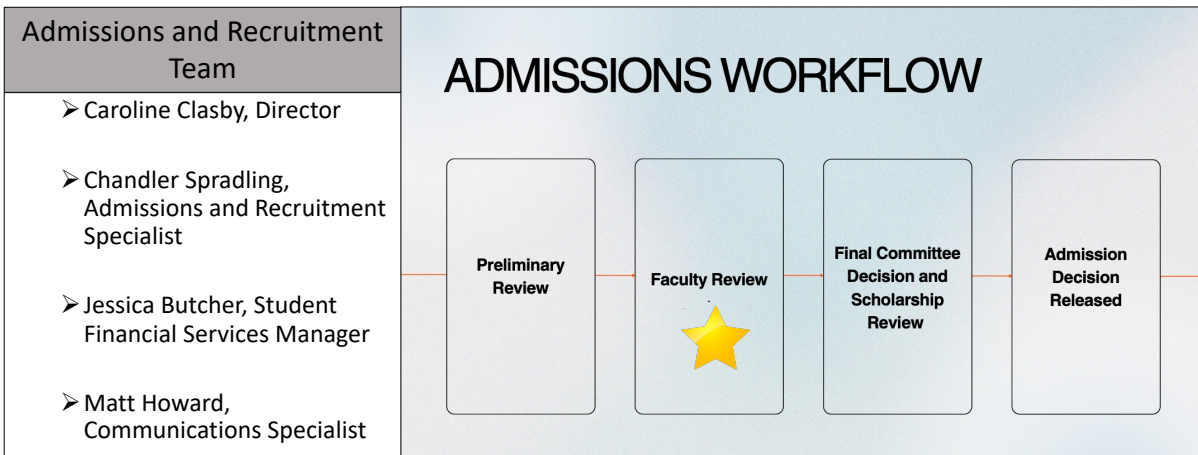 Admissions and Recruitment
Team
➢ Caroline Clasby, Director
➢ Chandler Spradling,
Admissions and Recruitment
Specialist
➢ Jessica Butcher, Student
Financial Services Manager
➢ Matt Howard,
Communications Specialist
ADMISSIONS WORKFLOW
Preliminary
Review
Faculty Review
Final Committee
Decision and
Scholarship
Review
Admission
Decision
Released